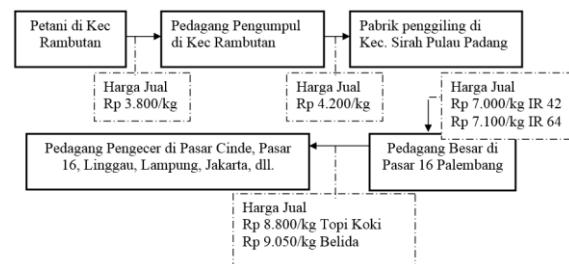 Petani di Kec
Rambutan
Pedagang Pengumpul
di Kec Rambutan
Pabrik penggiling di
Kec. Sirah Pulau Padang
Harga Jual
Rp 3.800/kg
Harga Jual
Rp 4.200/kg
Harga Jual
Rp 7.000/kg IR 42
Rp 7.100/kg IR 64
Pedagang Pengecer di Pasar Cinde, Pasar
16, Linggau, Lampung, Jakarta, dll.
Pedagang Besar di
Pasar 16 Palembang
Harga Jual
Rp 8.800/kg Topi Koki
Rp 9.050/kg Belida